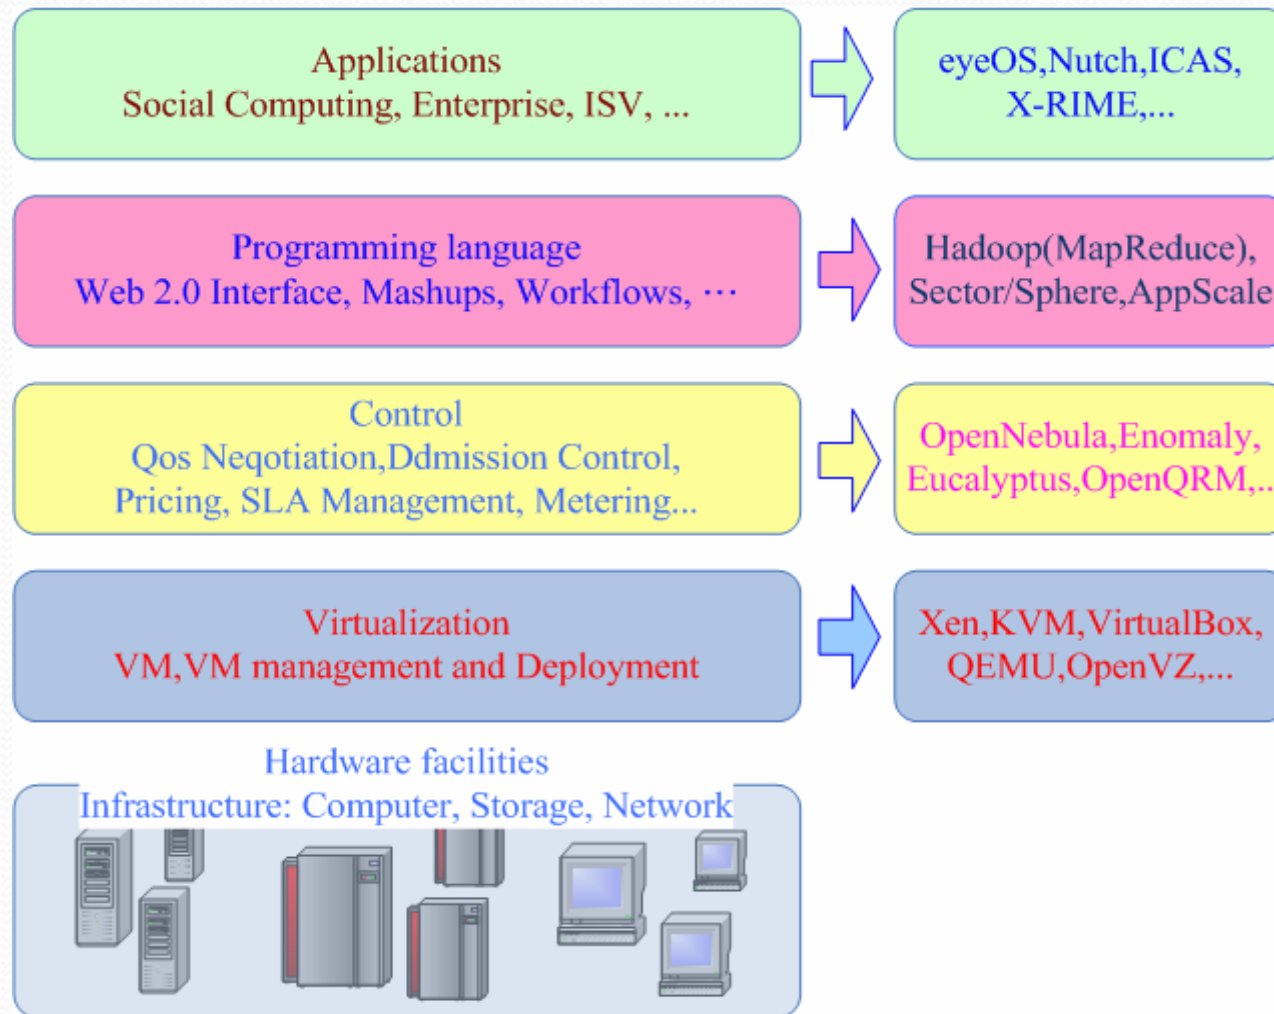 Applications
Social Computing, Enterprise, ISV, ...
eyeOS,Nutch,ICAS,
X-RIME,...
Programming language
Web 2.0 Interface, Mashups, Workflows, ⋯
Hadoop(MapReduce),
Sector/Sphere,AppScale
Control
Qos Neqotiation,Ddmission Control,
Pricing, SLA Management, Metering...
OpenNebula,Enomaly,
Eucalyptus,OpenQRM,..
Virtualization
VM,VM management and Deployment
Xen,KVM,VirtualBox,
QEMU,OpenVZ,...
Hardware facilities
Infrastructure: Computer, Storage, Network